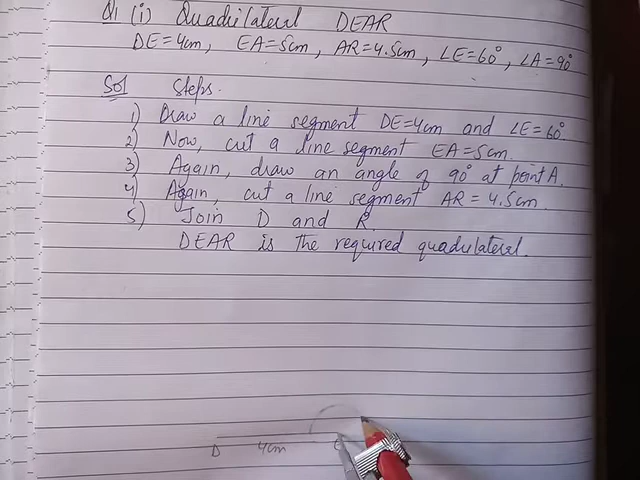 Q1 (i) Quadrilateral DEAR
DE = 4cm, EA = 5cm, AR = 4.5cm, ∠E = 60°, ∠A = 90°
Sol Steps.
1) Draw a line segment DE = 4cm and ∠E = 60°.
2) Now, cut a line segment EA = 5cm.
3) Again, draw an angle of 90° at point A.
4) Again, cut a line segment AR = 4.5cm.
5) Join D and R.
DEAR is the required quadrilateral.
D 4cm E